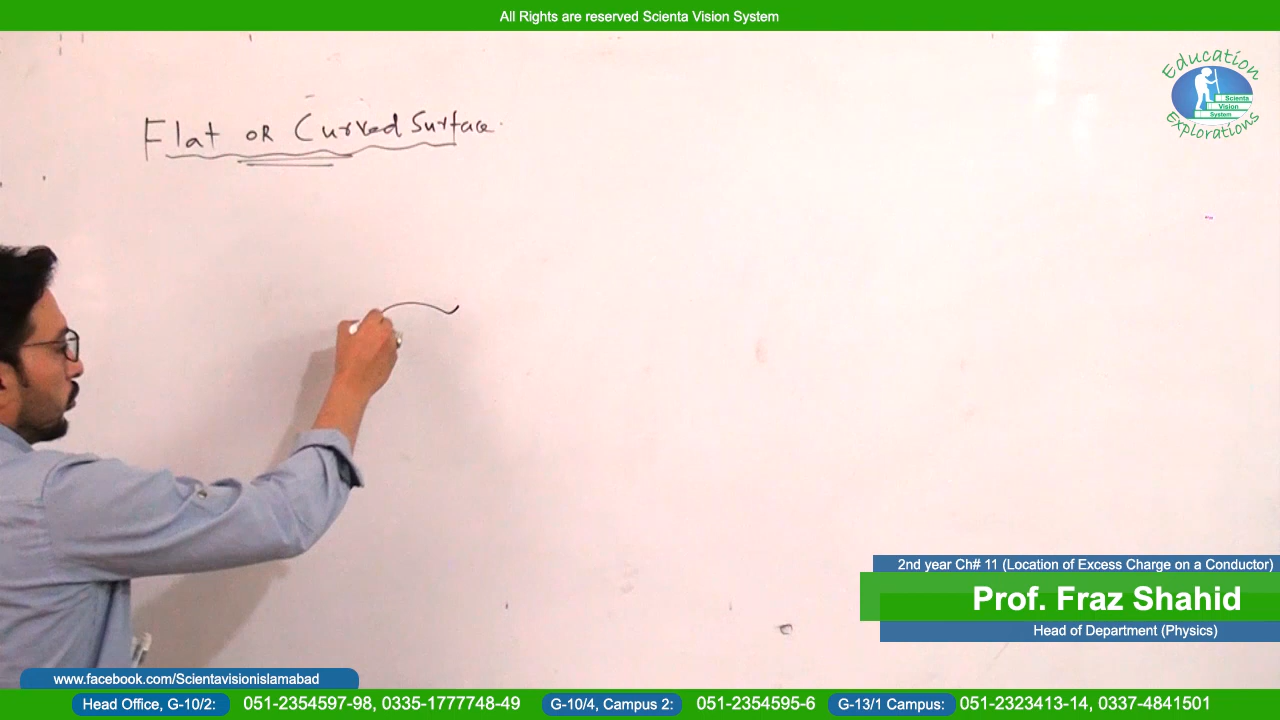 All Rights are reserved Scienta Vision System
Education
Scienta
Vision
System
Explorations
Flat OR Curved Surface.
2nd year Ch# 11 (Location of Excess Charge on a Conductor)
Prof. Fraz Shahid
Head of Department (Physics)
www.facebook.com/Scientavisionislamabad
Head Office, G-10/2: 051-2354597-98, 0335-1777748-49 G-10/4, Campus 2: 051-2354595-6 G-13/1 Campus: 051-2323413-14, 0337-4841501